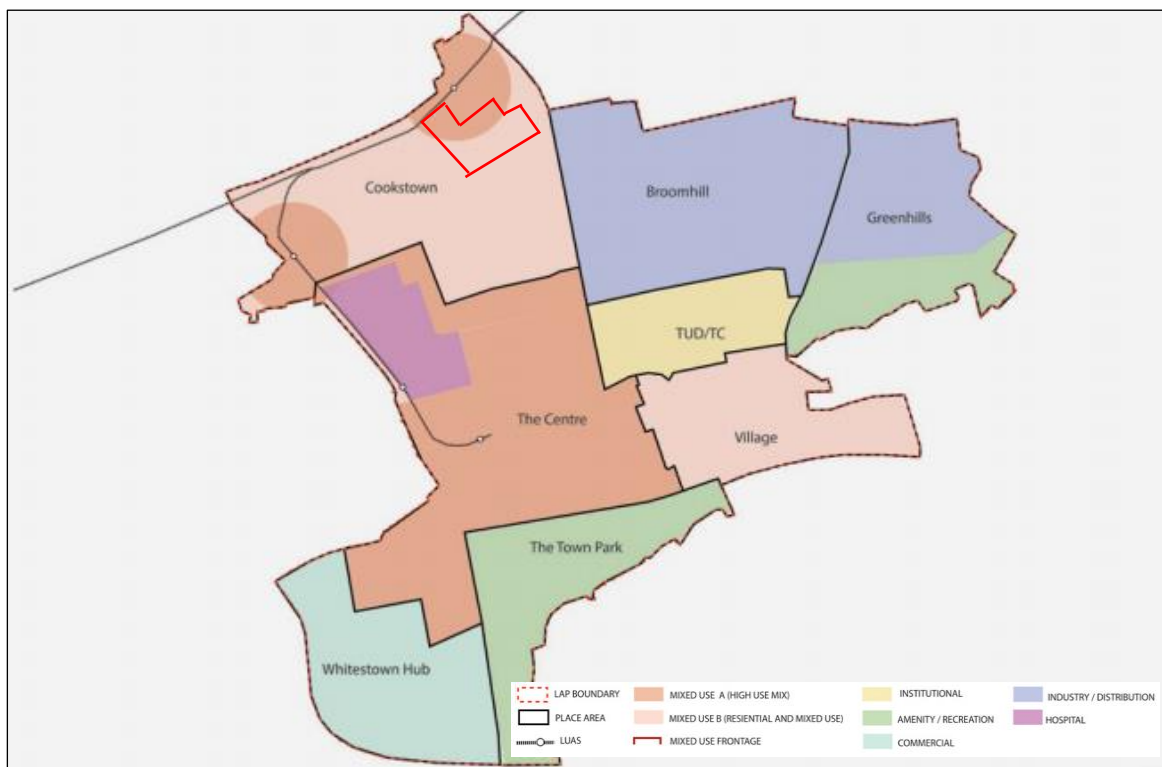 Cookstown
Broomhill
Greenhills
TUD/TC
The Centre
Village
The Town Park
Whitestown Hub
LAP BOUNDARY
PLACE AREA
LUAS
MIXED USE A (HIGH USE MIX)
MIXED USE B (RESIENTIAL AND MIXED USE)
MIXED USE FRONTAGE
INSTITUTIONAL
AMENITY / RECREATION
COMMERCIAL
INDUSTRY / DISTRIBUTION
HOSPITAL